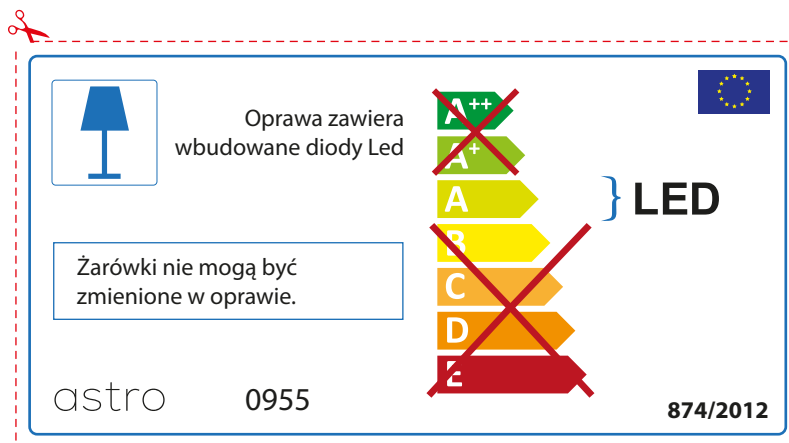 Oprawa zawiera
wbudowane diody Led
A++
A+
A
B
C
D
E
LED
Żarówki nie mogą być
zmienione w oprawie.
astro
0955
874/2012